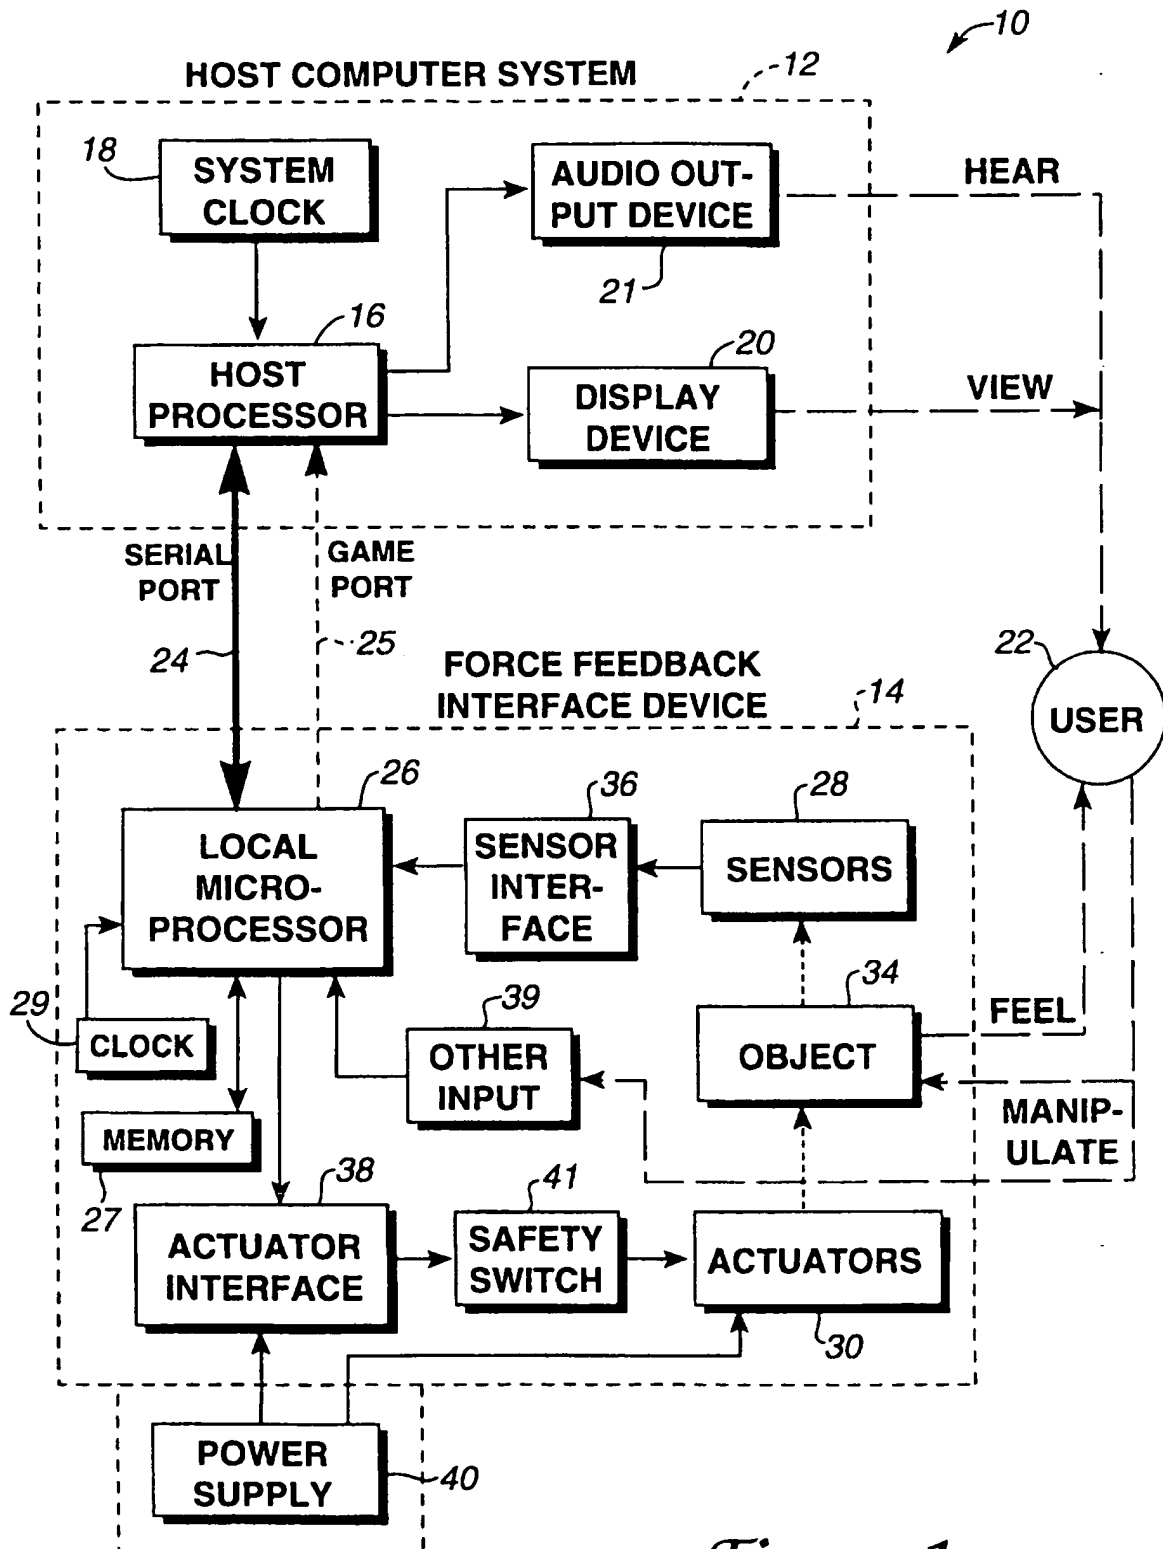 10
HOST COMPUTER SYSTEM
12
18
SYSTEM
CLOCK
AUDIO OUT-
PUT DEVICE
HEAR
21
16
20
HOST
PROCESSOR
DISPLAY
DEVICE
VIEW
SERIAL
PORT
GAME
PORT
24
25
FORCE FEEDBACK
INTERFACE DEVICE
14
22
USER
26
36
28
LOCAL
MICRO-
PROCESSOR
SENSOR
INTER-
FACE
SENSORS
29
CLOCK
39
34
OTHER
INPUT
OBJECT
FEEL
MANIP-
ULATE
MEMORY
27
38
41
ACTUATOR
INTERFACE
SAFETY
SWITCH
ACTUATORS
30
POWER
SUPPLY
40